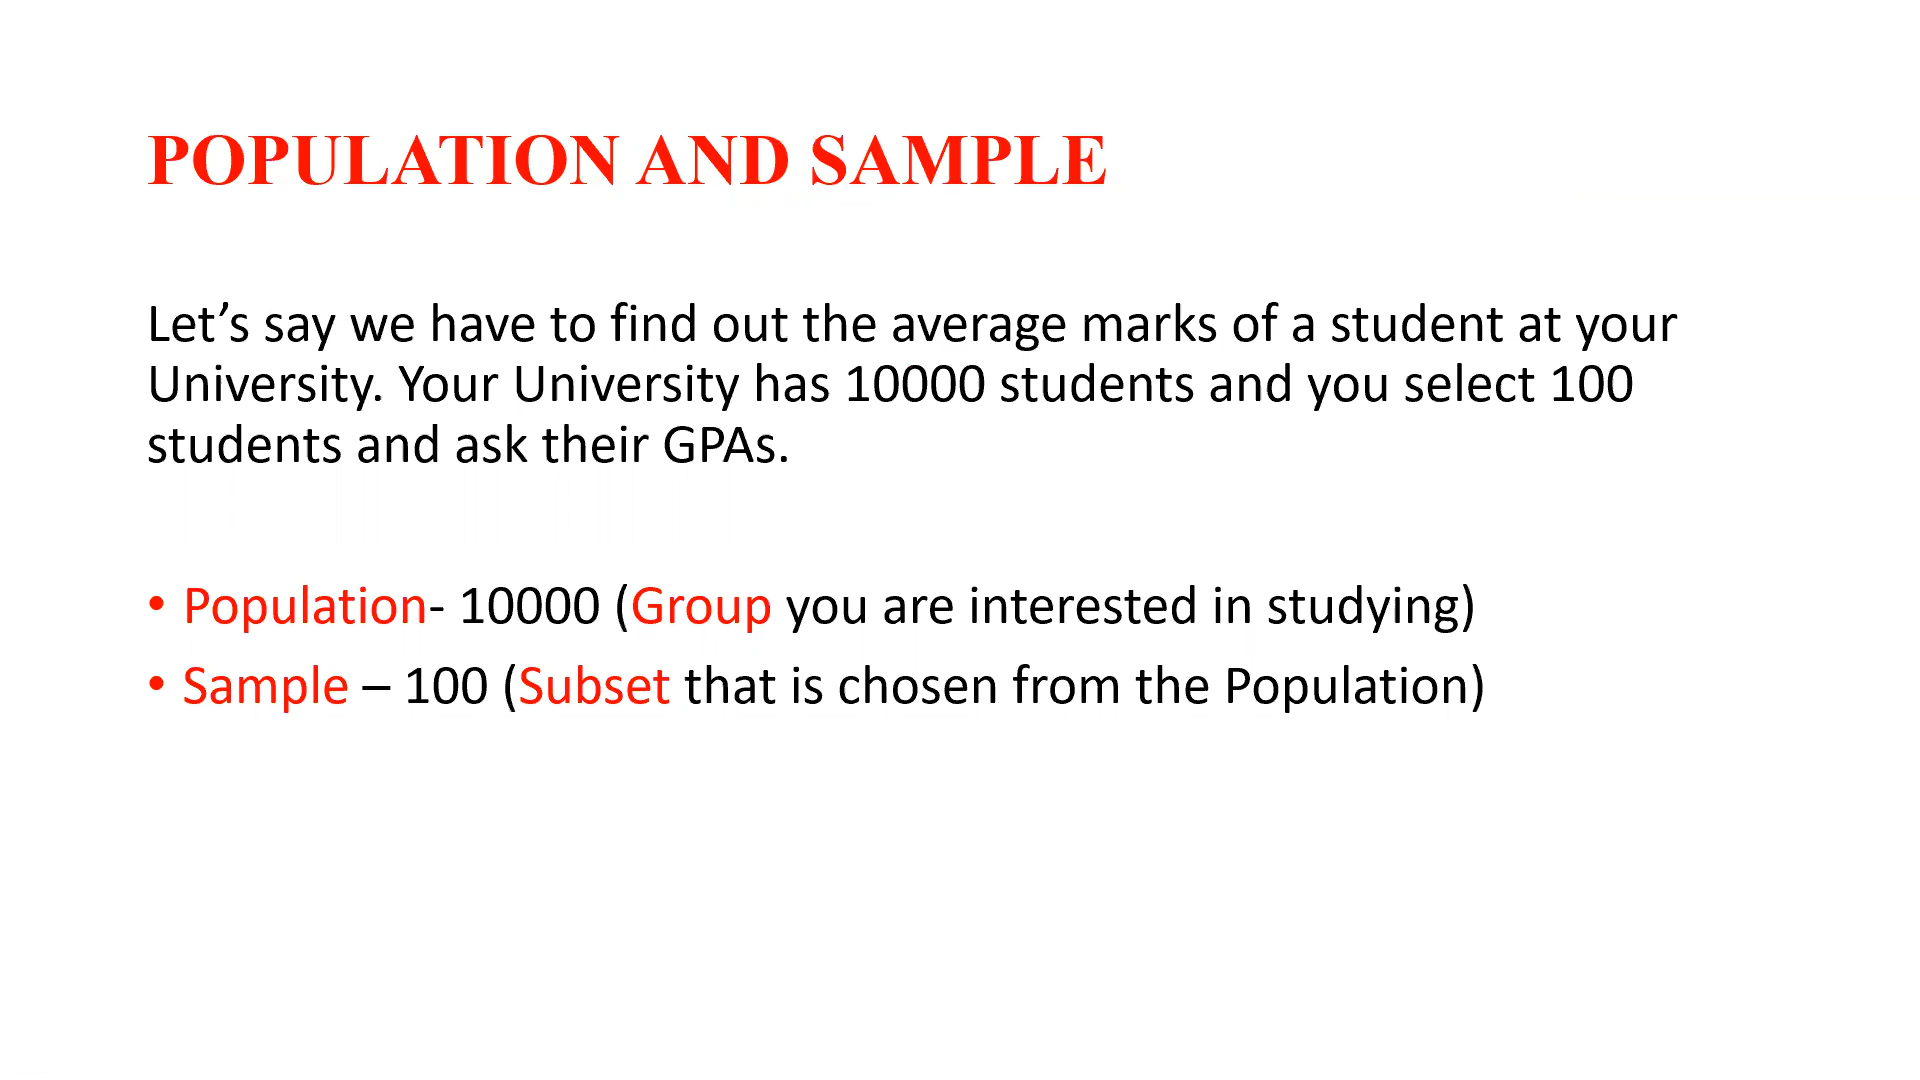 POPULATION AND SAMPLE
Let’s say we have to find out the average marks of a student at your
University. Your University has 10000 students and you select 100
students and ask their GPAs.
• Population- 10000 (Group you are interested in studying)
• Sample – 100 (Subset that is chosen from the Population)